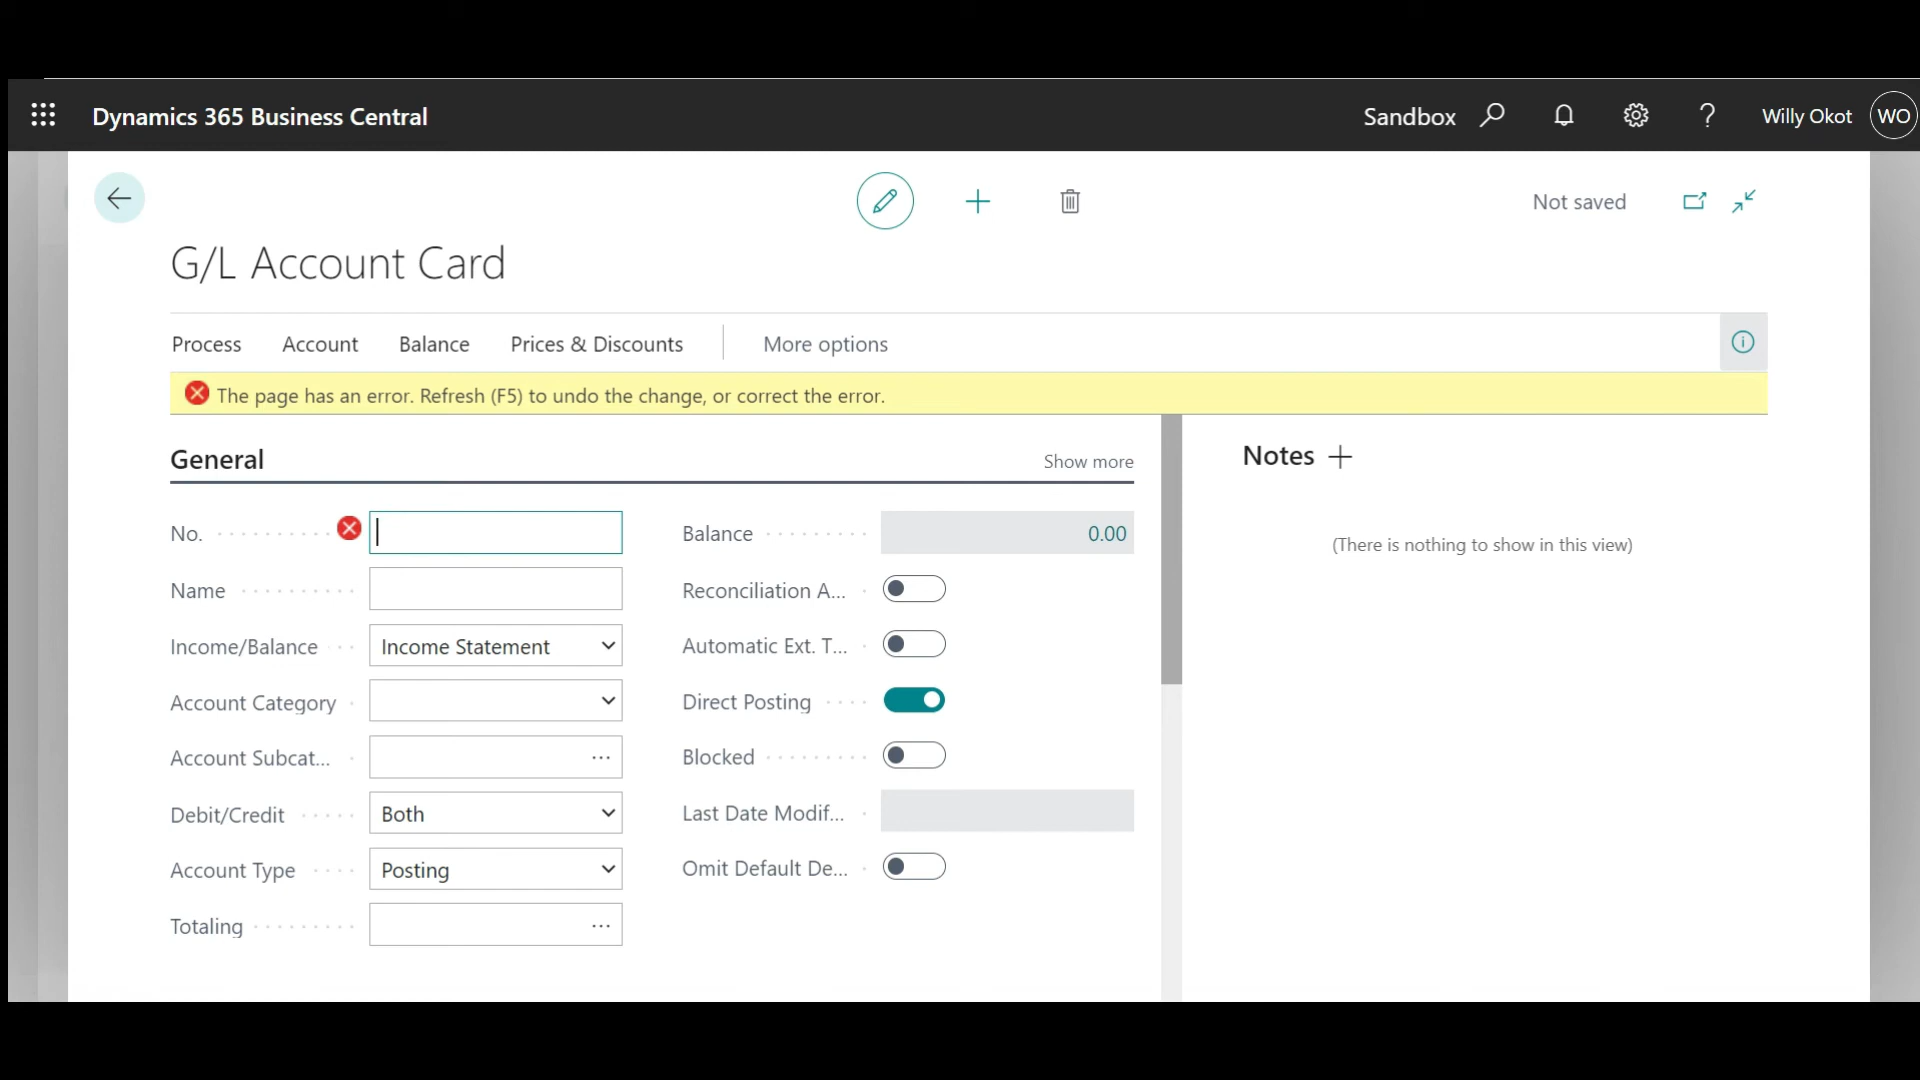 Dynamics 365 Business Central
Sandbox
Willy Okot
WO
Not saved
G/L Account Card
Process
Account
Balance
Prices & Discounts
More options
The page has an error. Refresh (F5) to undo the change, or correct the error.
General
Show more
Notes
No.
Balance
0.00
(There is nothing to show in this view)
Name
Reconciliation A...
Income/Balance
Income Statement
Automatic Ext. T...
Account Category
Direct Posting
Account Subcat...
Blocked
Debit/Credit
Both
Last Date Modif...
Account Type
Posting
Omit Default De...
Totaling